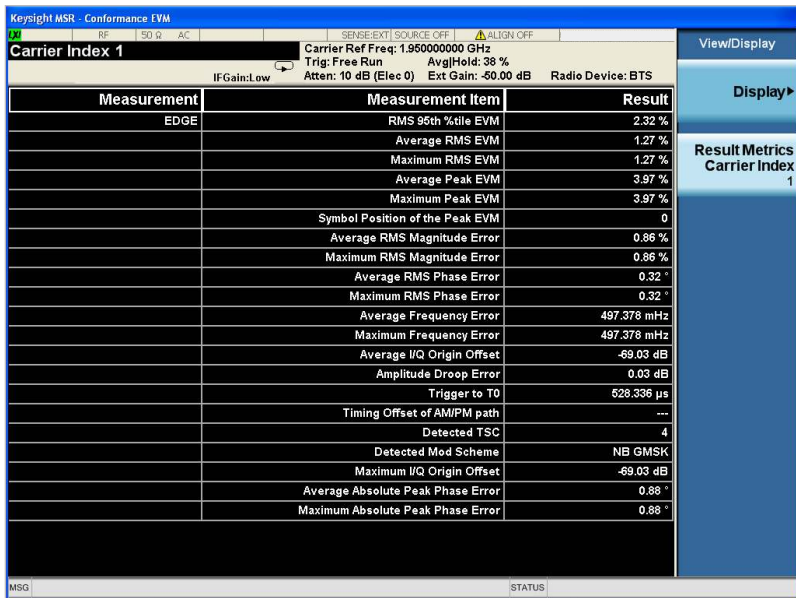 Keysight MSR - Conformance EVM
LXI RF 50 Ω AC SENSE:EXT SOURCE OFF ALIGN OFF
Carrier Index 1
Carrier Ref Freq: 1.950000000 GHz
Trig: Free Run Avg|Hold: 38 %
IFGain:Low Atten: 10 dB (Elec 0) Ext Gain: -50.00 dB Radio Device: BTS
View/Display
Display
Result Metrics
Carrier Index
1
Measurement Measurement Item Result
EDGE RMS 95th %tile EVM 2.32 %
Average RMS EVM 1.27 %
Maximum RMS EVM 1.27 %
Average Peak EVM 3.97 %
Maximum Peak EVM 3.97 %
Symbol Position of the Peak EVM 0
Average RMS Magnitude Error 0.86 %
Maximum RMS Magnitude Error 0.86 %
Average RMS Phase Error 0.32 °
Maximum RMS Phase Error 0.32 °
Average Frequency Error 497.378 mHz
Maximum Frequency Error 497.378 mHz
Average I/Q Origin Offset -69.03 dB
Amplitude Droop Error 0.03 dB
Trigger to T0 528.336 µs
Timing Offset of AM/PM path ---
Detected TSC 4
Detected Mod Scheme NB GMSK
Maximum I/Q Origin Offset -69.03 dB
Average Absolute Peak Phase Error 0.88 °
Maximum Absolute Peak Phase Error 0.88 °
MSG STATUS